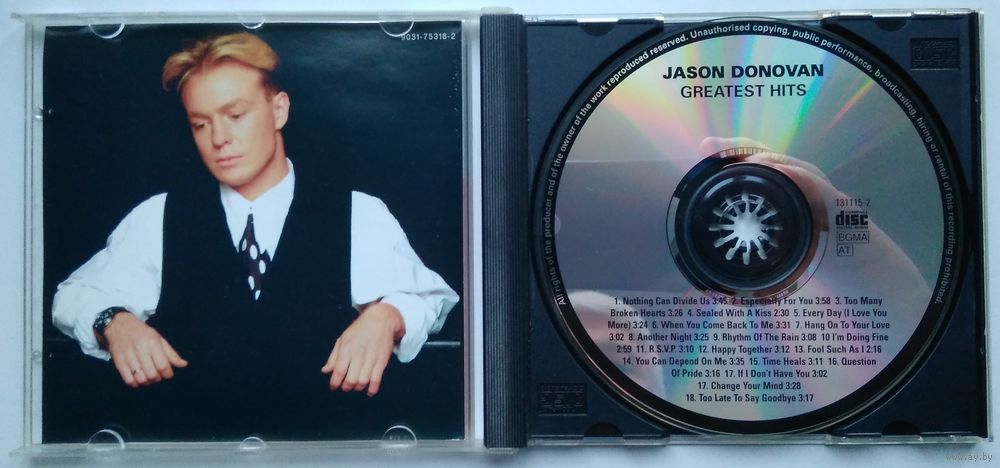 9031-75318-2
All rights of the producer and of the owner of the work reproduced reserved. Unauthorised copying, public performance, broadcasting, hiring or rental of this recording prohibited.
JASON DONOVAN
GREATEST HITS
131115-2
COMPACT
disc
DIGITAL AUDIO
BGMA
AT
1. Nothing Can Divide Us 3:45 2. Especially For You 3:58 3. Too Many
Broken Hearts 3:26 4. Sealed With A Kiss 2:30 5. Every Day (I Love You
More) 3:24 6. When You Come Back To Me 3:31 7. Hang On To Your Love
3:02 8. Another Night 3:25 9. Rhythm Of The Rain 3:08 10 I'm Doing Fine
2:59 11. R.S.V.P. 3:10 12. Happy Together 3:12 13. Fool Such As I 2:16
14. You Can Depend On Me 3:35 15. Time Heals 3:11 16. Question
Of Pride 3:16 17. If I Don't Have You 3:02
17. Change Your Mind 3:28
18. Too Late To Say Goodbye 3:17
www.ay.by